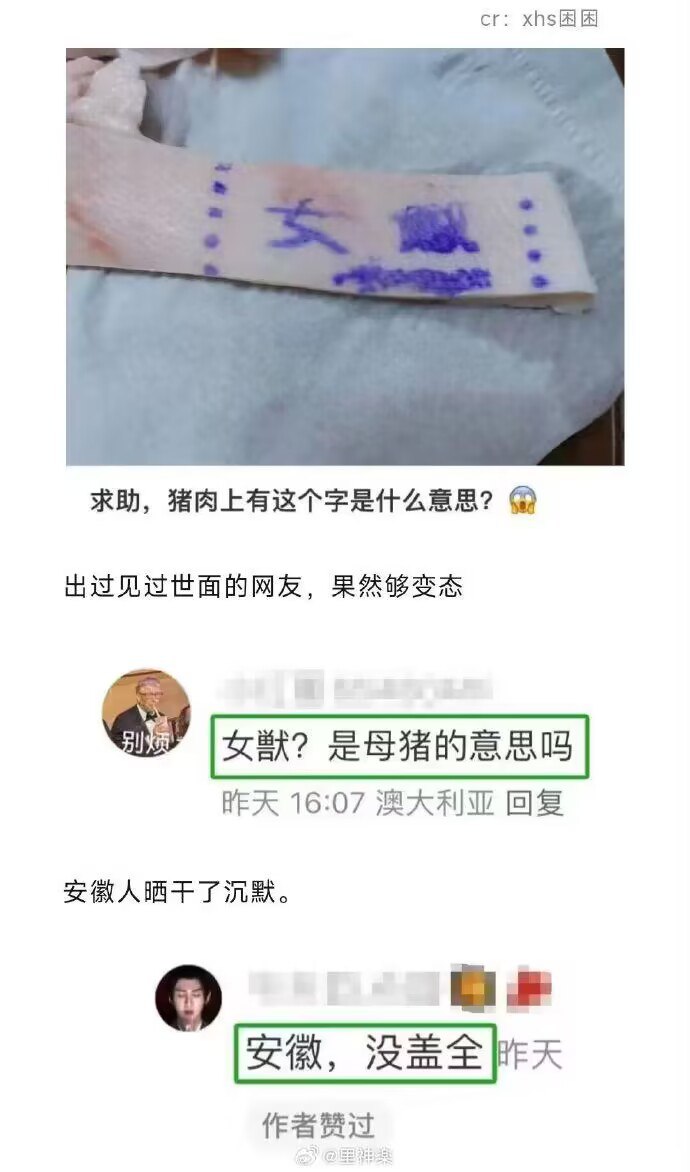 cr：xhs困困
女
求助，猪肉上有这个字是什么意思？😱
出过见过世面的网友，果然够变态
别烦
女獣？是母猪的意思吗
昨天 16:07 澳大利亚 回复
安徽人晒干了沉默。
安徽，没盖全 昨天
作者赞过
@里神楽